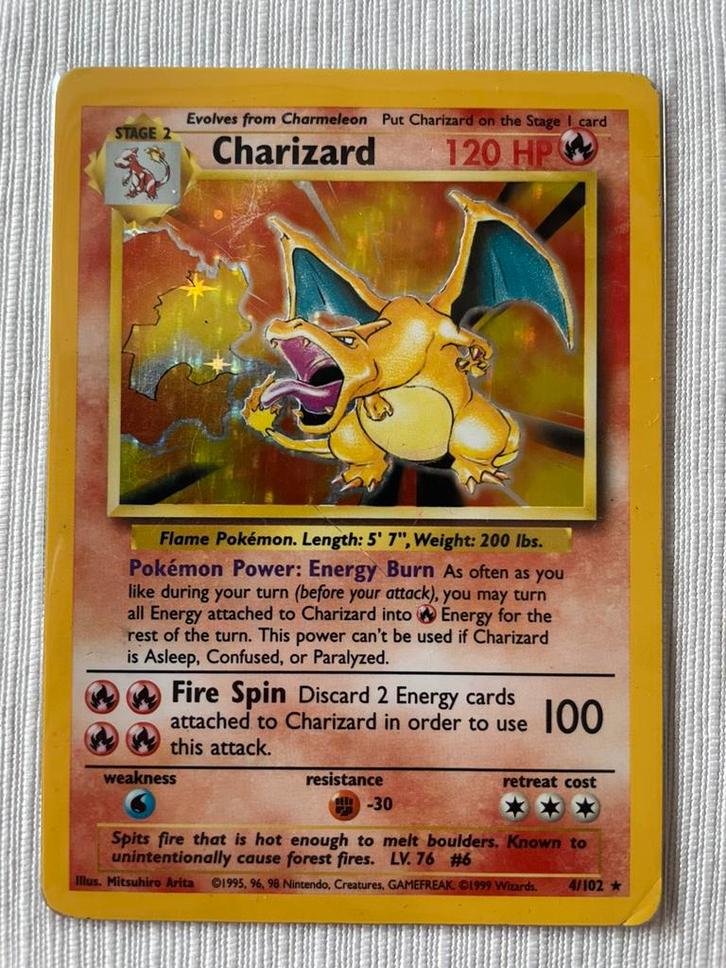 Evolves from Charmeleon Put Charizard on the Stage 1 card
STAGE 2
Charizard 120 HP
Flame Pokémon. Length: 5' 7", Weight: 200 lbs.
Pokémon Power: Energy Burn As often as you
like during your turn (before your attack), you may turn
all Energy attached to Charizard into Energy for the
rest of the turn. This power can't be used if Charizard
is Asleep, Confused, or Paralyzed.
Fire Spin Discard 2 Energy cards
attached to Charizard in order to use 100
this attack.
weakness resistance retreat cost
-30
Spits fire that is hot enough to melt boulders. Known to
unintentionally cause forest fires. LV. 76 #6
Illus. Mitsuhiro Arita ©1995, 96, 98 Nintendo, Creatures, GAMEFREAK. ©1999 Wizards. 4/102 ★